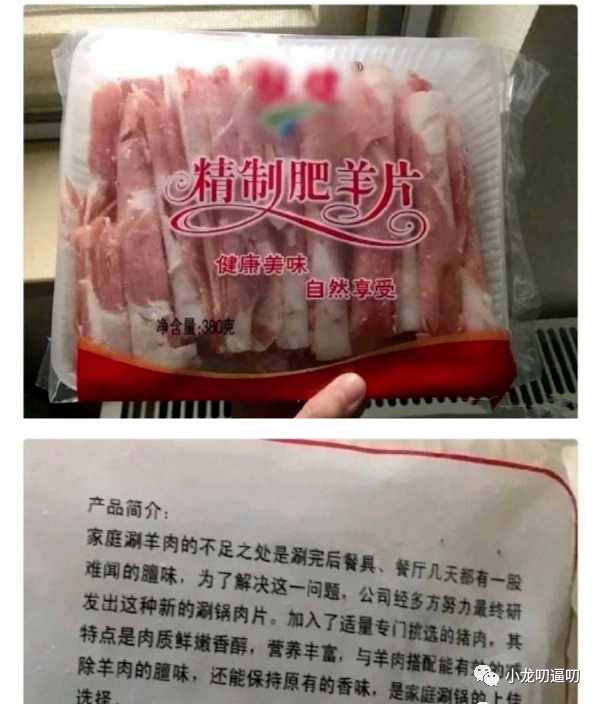 精制肥羊片
健康美味
自然享受
净含量:380克
产品简介:
家庭涮羊肉的不足之处是涮完后餐具、餐厅几天都有一股
难闻的膻味，为了解决这一问题，公司经多方努力最终研
发出这种新的涮锅肉片。加入了适量专门挑选的猪肉，其
特点是肉质鲜嫩香醇，营养丰富，与羊肉搭配能有
除羊肉的膻味，还能保持原有的香味，是家庭涮锅的上佳
选择。
小龙叨逼叨